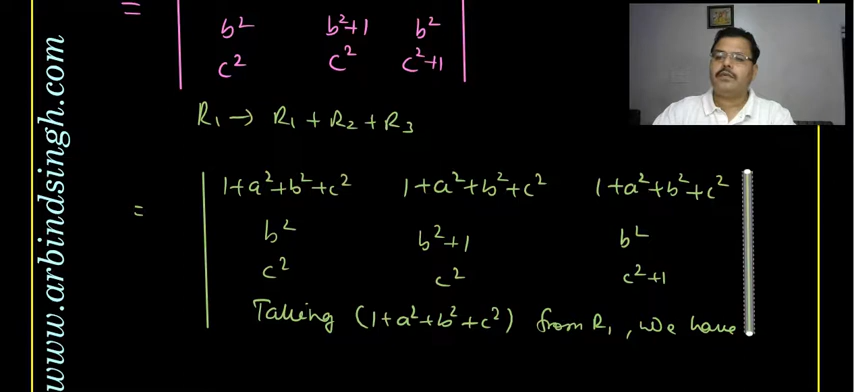 = | b² b²+1 b² |
| c² c² c²+1 |
R₁ → R₁ + R₂ + R₃
= | 1+a²+b²+c² 1+a²+b²+c² 1+a²+b²+c² |
| b² b²+1 b² |
| c² c² c²+1 |
Taking (1+a²+b²+c²) from R₁, we have
www.arbindsingh.com